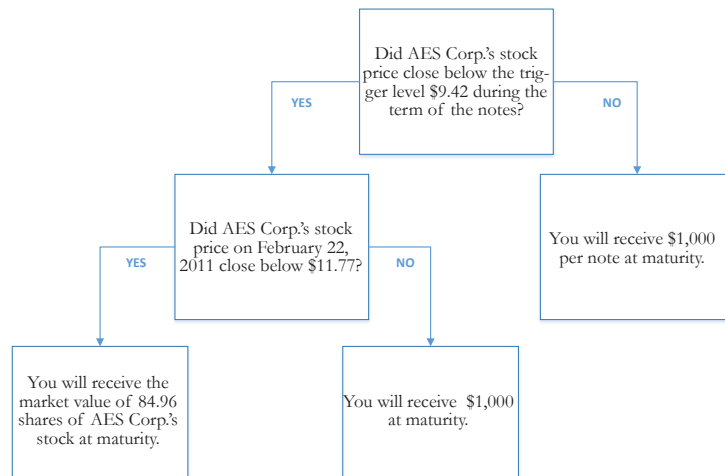 Did AES Corp.'s stock
price close below the trig-
ger level $9.42 during the
term of the notes?
YES
NO
Did AES Corp.'s stock
price on February 22,
2011 close below $11.77?
You will receive $1,000
per note at maturity.
YES
NO
You will receive the
market value of 84.96
shares of AES Corp.'s
stock at maturity.
You will receive $1,000
at maturity.